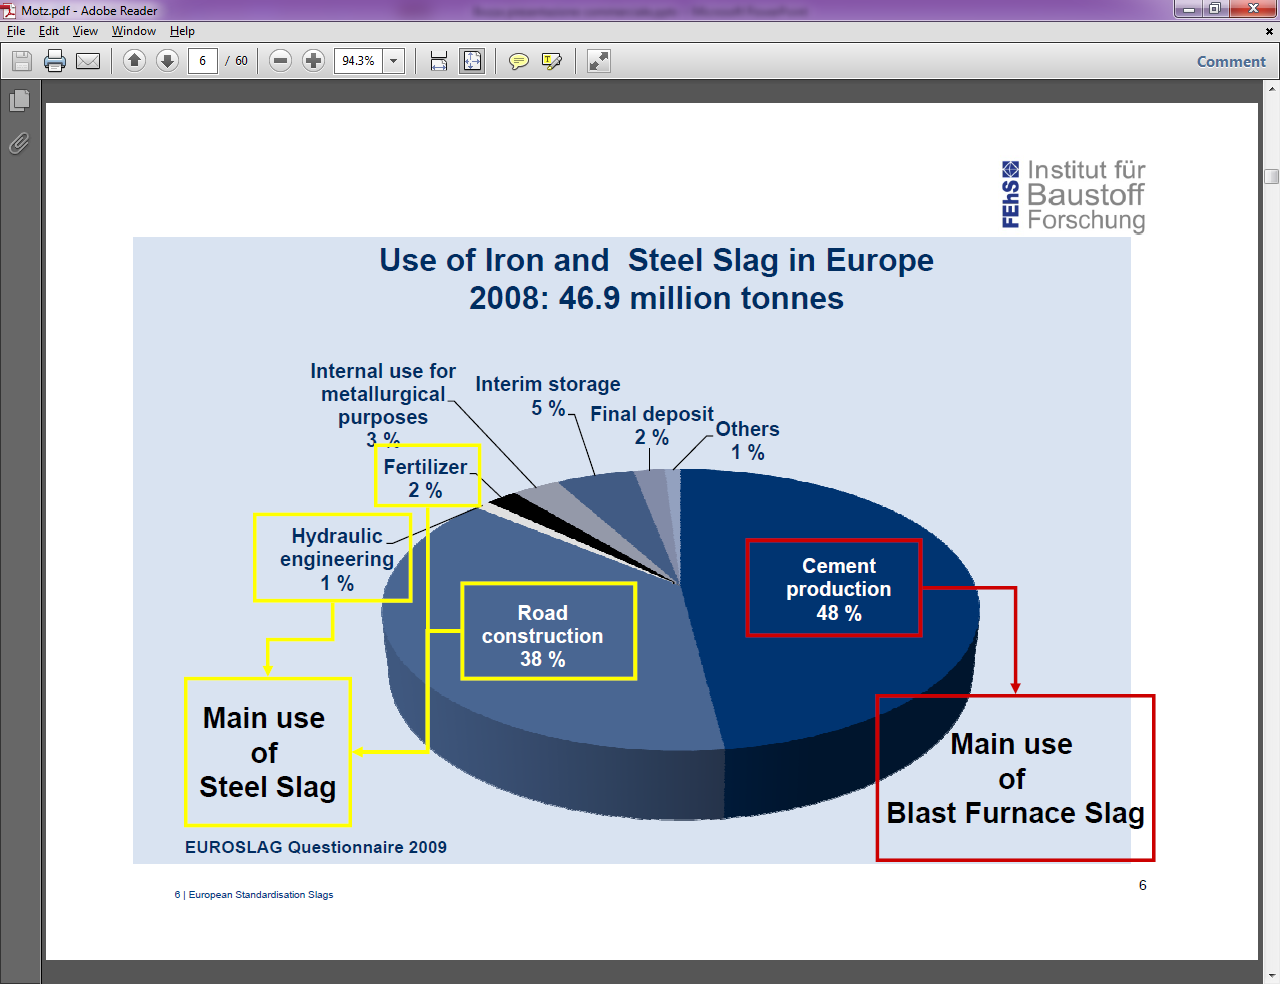 Motz.pdf - Adobe Reader
File Edit View Window Help
6 / 60 94.3% Comment
FEhS
Institut für
Baustoff
Forschung
Use of Iron and Steel Slag in Europe
2008: 46.9 million tonnes
Internal use for
metallurgical
purposes
3 %
Interim storage
5 %
Final deposit
2 %
Others
1 %
Fertilizer
2 %
Hydraulic
engineering
1 %
Road
construction
38 %
Cement
production
48 %
Main use
of
Steel Slag
Main use
of
Blast Furnace Slag
EUROSLAG Questionnaire 2009
6 | European Standardisation Slags
6